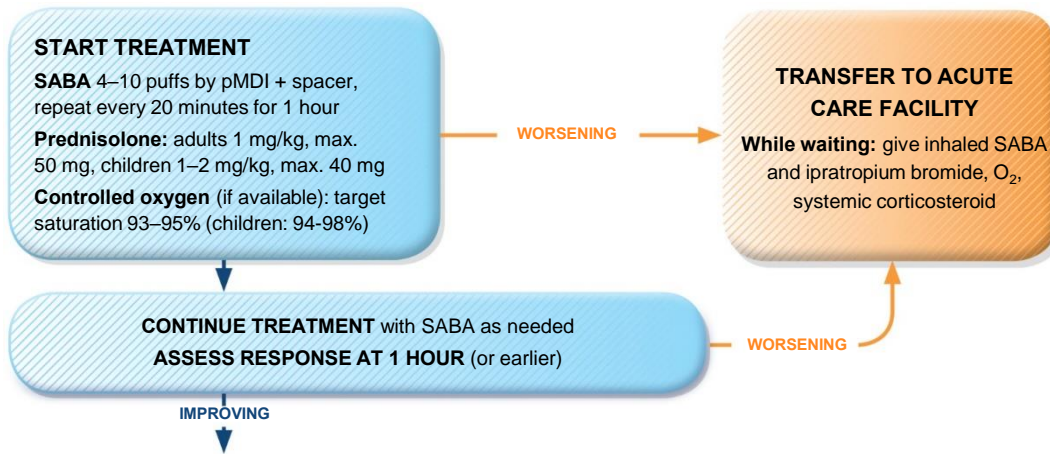 START TREATMENT
SABA 4–10 puffs by pMDI + spacer,
repeat every 20 minutes for 1 hour
Prednisolone: adults 1 mg/kg, max.
50 mg, children 1–2 mg/kg, max. 40 mg
Controlled oxygen (if available): target
saturation 93–95% (children: 94-98%)
WORSENING
TRANSFER TO ACUTE
CARE FACILITY
While waiting: give inhaled SABA
and ipratropium bromide, O₂,
systemic corticosteroid
CONTINUE TREATMENT with SABA as needed
ASSESS RESPONSE AT 1 HOUR (or earlier)
WORSENING
IMPROVING